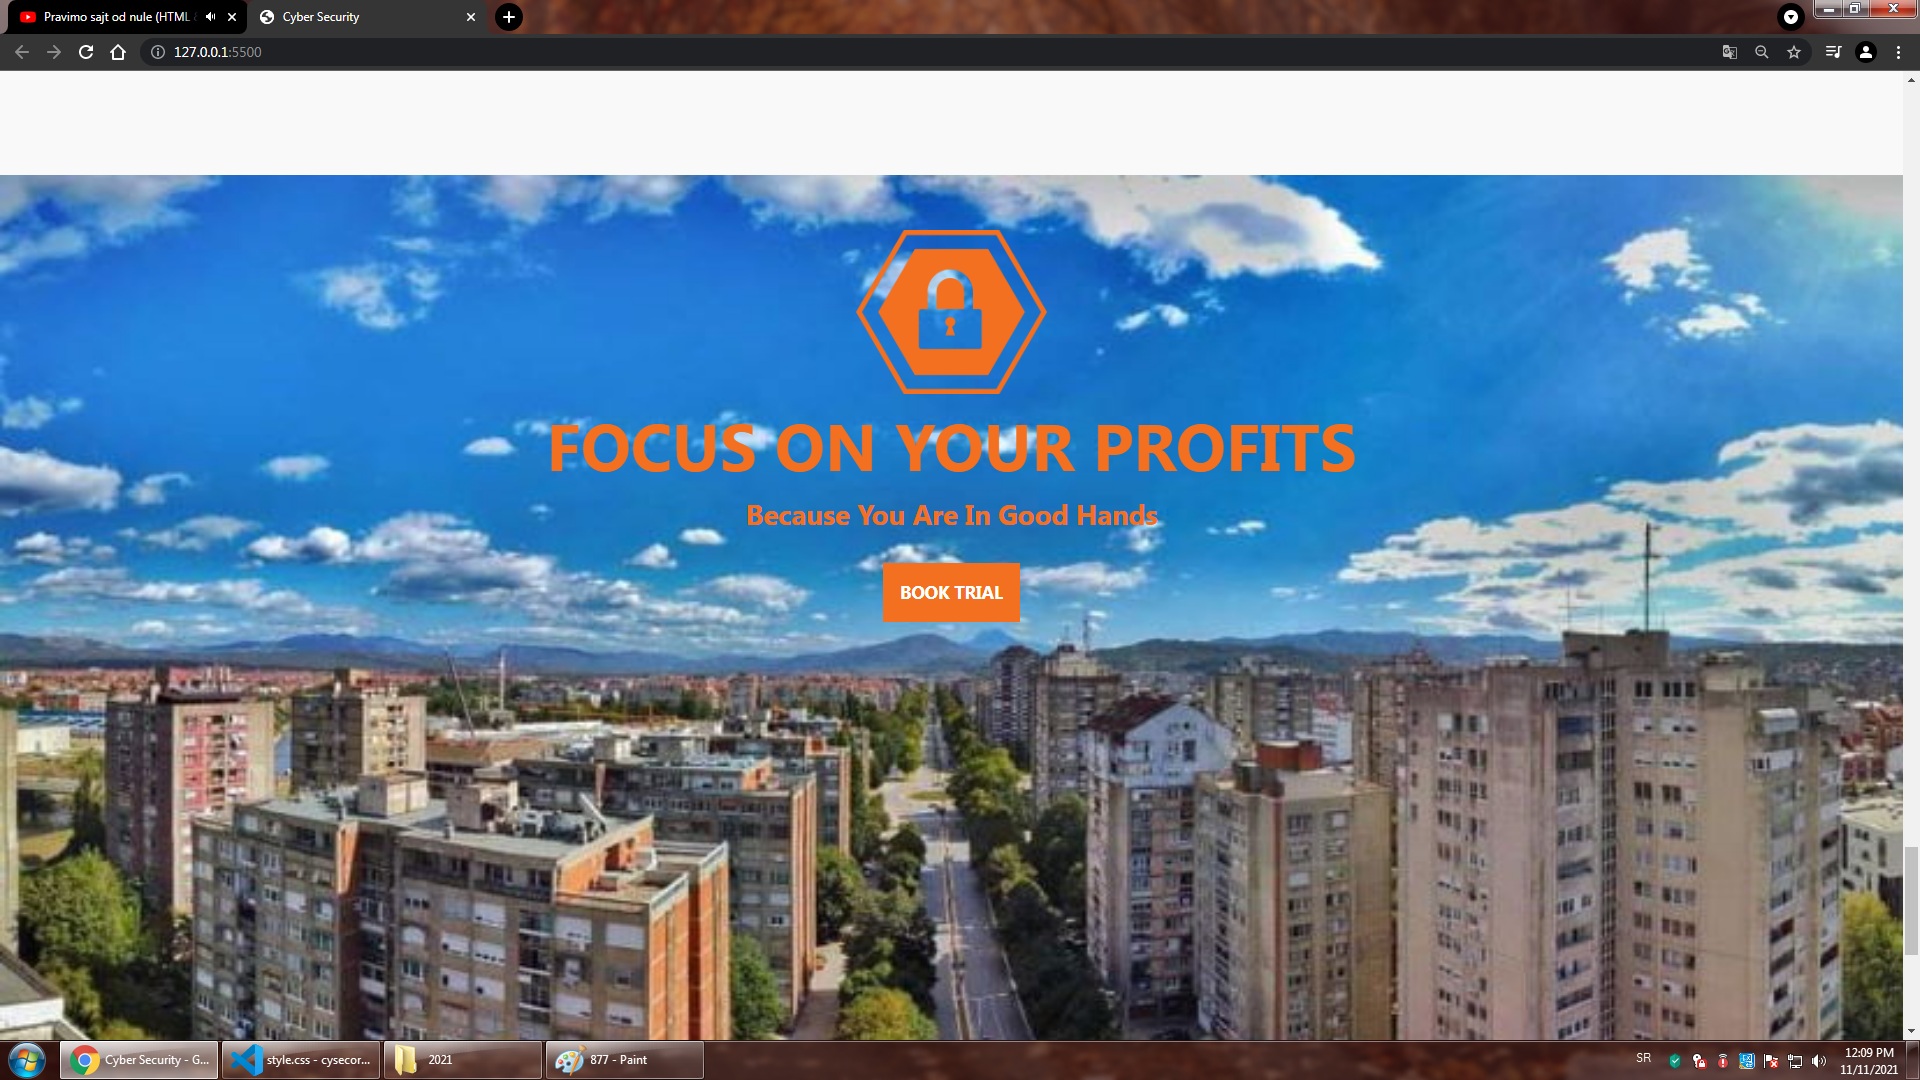 Pravimo sajt od nule (HTML
Cyber Security
127.0.0.1:5500
FOCUS ON YOUR PROFITS
Because You Are In Good Hands
BOOK TRIAL
Cyber Security - G...
style.css - cysecor...
2021
877 - Paint
SR
12:09 PM
11/11/2021